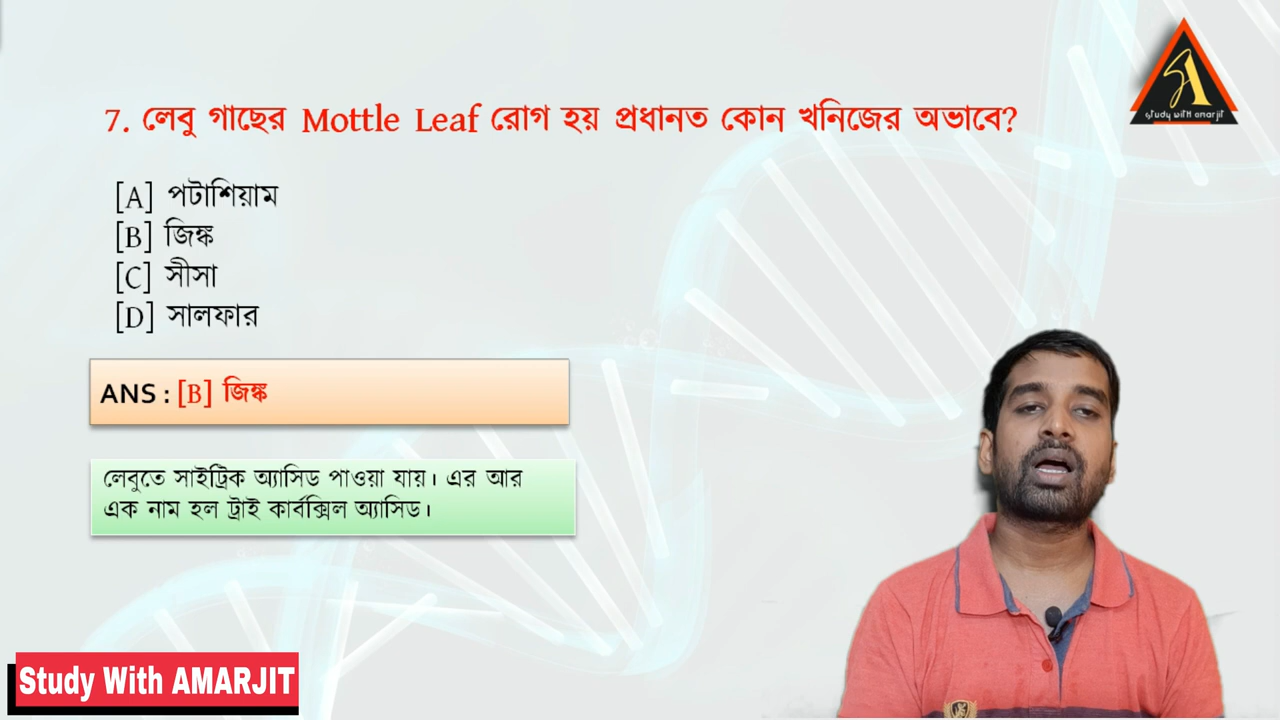 study with amarjit
7. লেবু গাছের Mottle Leaf রোগ হয় প্রধানত কোন খনিজের অভাবে?
[A] পটাশিয়াম
[B] জিঙ্ক
[C] সীসা
[D] সালফার
ANS : [B] জিঙ্ক
লেবুতে সাইট্রিক অ্যাসিড পাওয়া যায়। এর আর
এক নাম হল ট্রাই কার্বক্সিল অ্যাসিড।
Study With AMARJIT